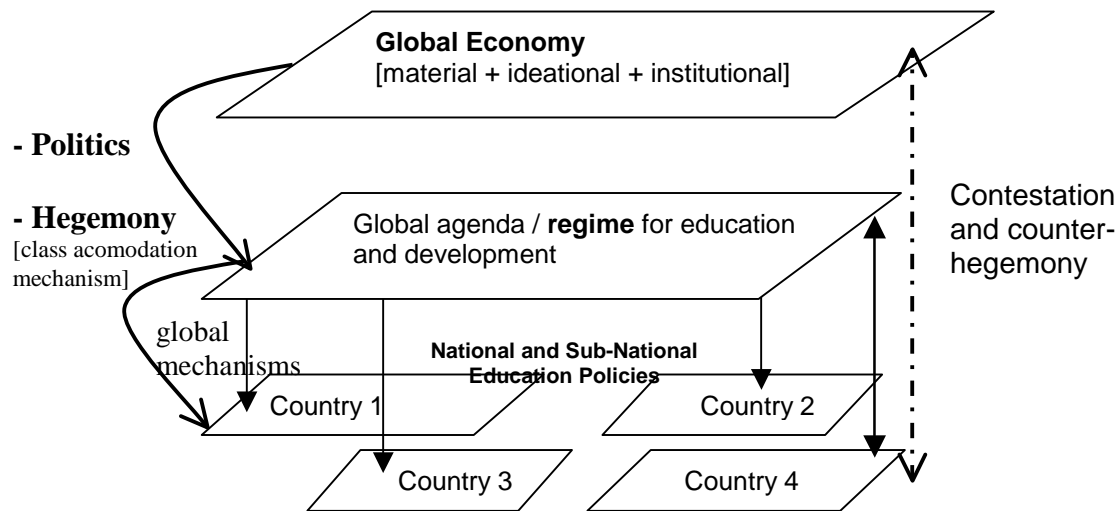 Global Economy
[material + ideational + institutional]
- Politics
- Hegemony
[class acomodation
mechanism]
Global agenda / regime for education
and development
Contestation
and counter-
hegemony
global
mechanisms
National and Sub-National
Education Policies
Country 1
Country 2
Country 3
Country 4